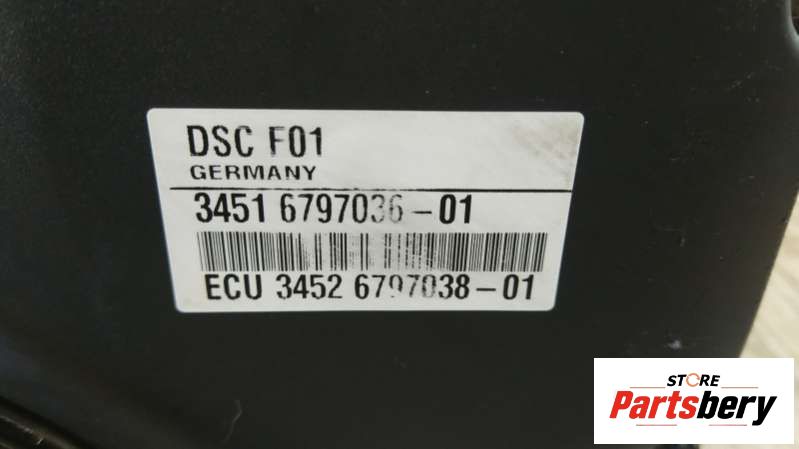 DSC F01
GERMANY
3451 6797036-01
ECU 3452 6797038-01
STORE
Partsbery